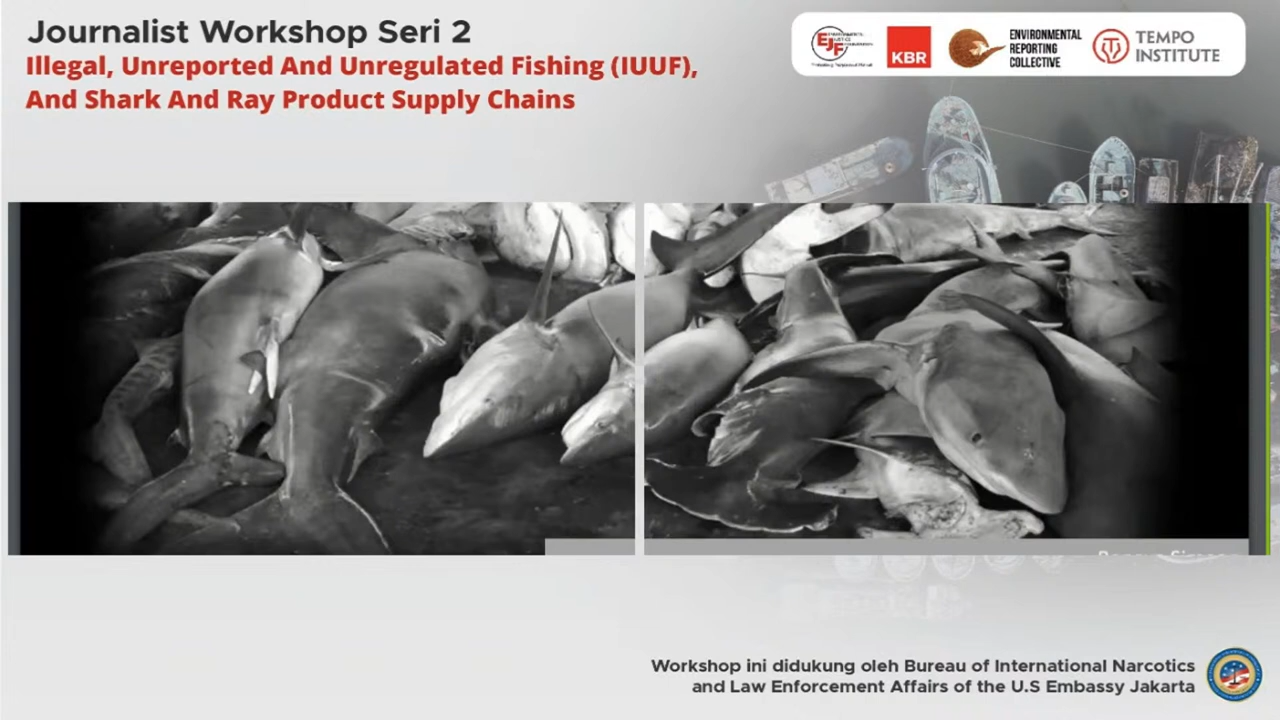 Journalist Workshop Seri 2
Illegal, Unreported And Unregulated Fishing (IUUF),
And Shark And Ray Product Supply Chains
EJF
KBR
ENVIRONMENTAL
REPORTING
COLLECTIVE
TEMPO
INSTITUTE
Workshop ini didukung oleh Bureau of International Narcotics
and Law Enforcement Affairs of the U.S Embassy Jakarta